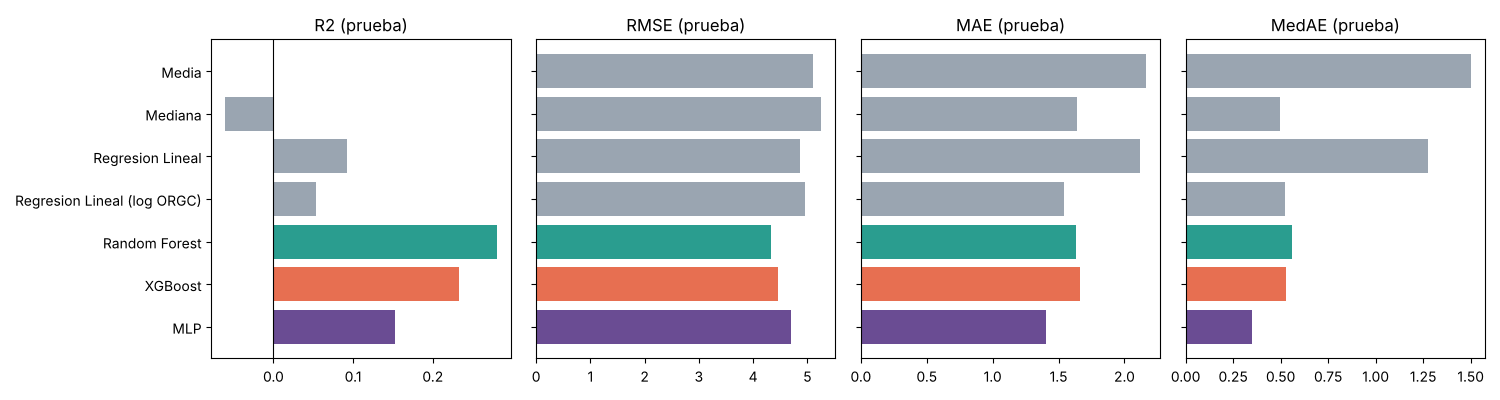 R2 (prueba)
RMSE (prueba)
MAE (prueba)
MedAE (prueba)
Media
Mediana
Regresion Lineal
Regresion Lineal (log ORGC)
Random Forest
XGBoost
MLP
0.0 0.1 0.2
0 1 2 3 4 5
0.0 0.5 1.0 1.5 2.0
0.00 0.25 0.50 0.75 1.00 1.25 1.50